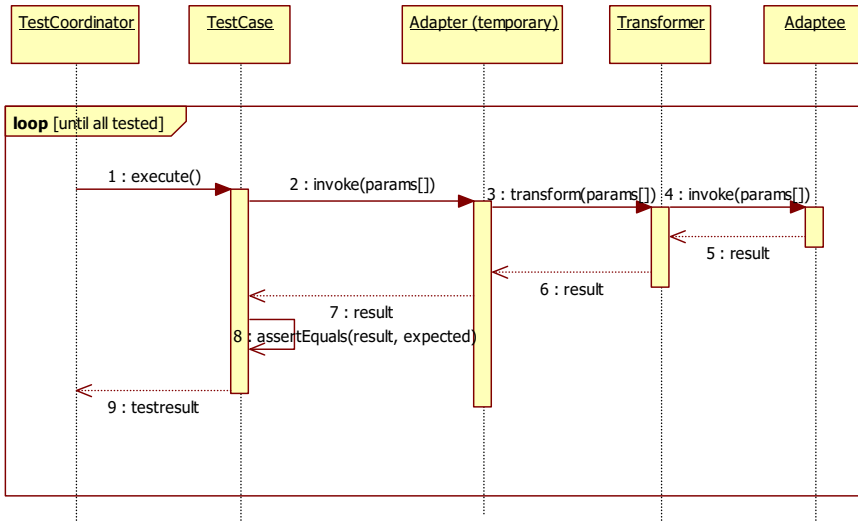 TestCoordinator
TestCase
Adapter (temporary)
Transformer
Adaptee
loop [until all tested]
1 : execute()
2 : invoke(params[])
3 : transform(params[])
4 : invoke(params[])
5 : result
6 : result
7 : result
8 : assertEquals(result, expected)
9 : testresult